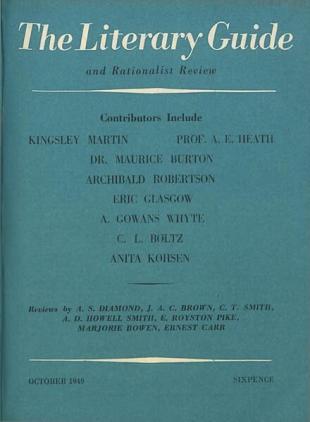 The Literary Guide
and Rationalist Review
Contributors Include
KINGSLEY MARTIN PROF. A. E. HEATH
DR. MAURICE BURTON
ARCHIBALD ROBERTSON
ERIC GLASGOW
A. GOWANS WHYTE
C. L. BOLTZ
ANITA KOHSEN
Reviews by A. S. DIAMOND, J. A. C. BROWN, C. T. SMITH,
A. D. HOWELL SMITH, E. ROYSTON PIKE,
MARJORIE BOWEN, ERNEST CARR
OCTOBER 1949 SIXPENCE